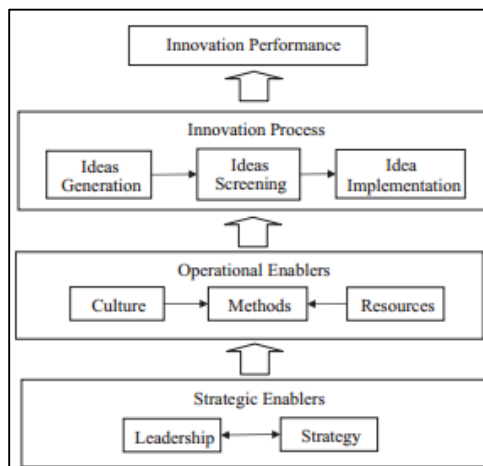 Innovation Performance
Innovation Process
Ideas
Generation
Ideas
Screening
Idea
Implementation
Operational Enablers
Culture
Methods
Resources
Strategic Enablers
Leadership
Strategy